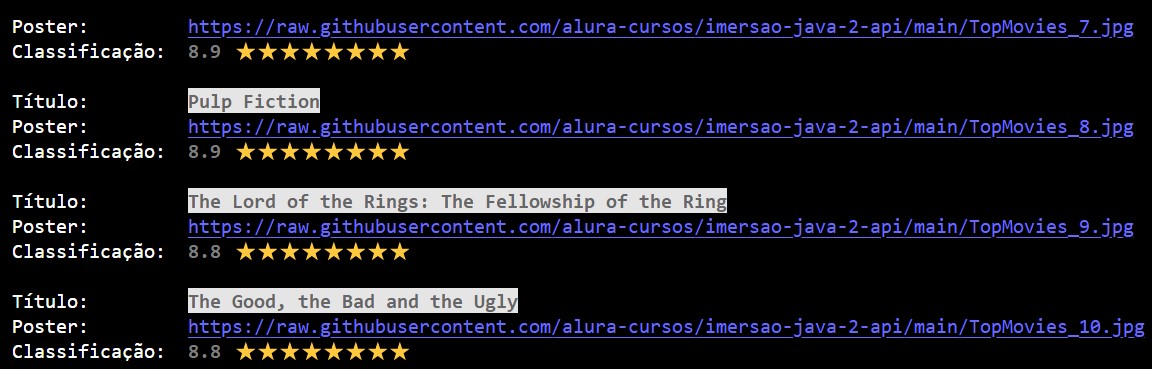 Poster: https://raw.githubusercontent.com/alura-cursos/imersao-java-2-api/main/TopMovies_7.jpg
Classificação: 8.9 ★★★★★★★★
Título: Pulp Fiction
Poster: https://raw.githubusercontent.com/alura-cursos/imersao-java-2-api/main/TopMovies_8.jpg
Classificação: 8.9 ★★★★★★★★
Título: The Lord of the Rings: The Fellowship of the Ring
Poster: https://raw.githubusercontent.com/alura-cursos/imersao-java-2-api/main/TopMovies_9.jpg
Classificação: 8.8 ★★★★★★★★
Título: The Good, the Bad and the Ugly
Poster: https://raw.githubusercontent.com/alura-cursos/imersao-java-2-api/main/TopMovies_10.jpg
Classificação: 8.8 ★★★★★★★★